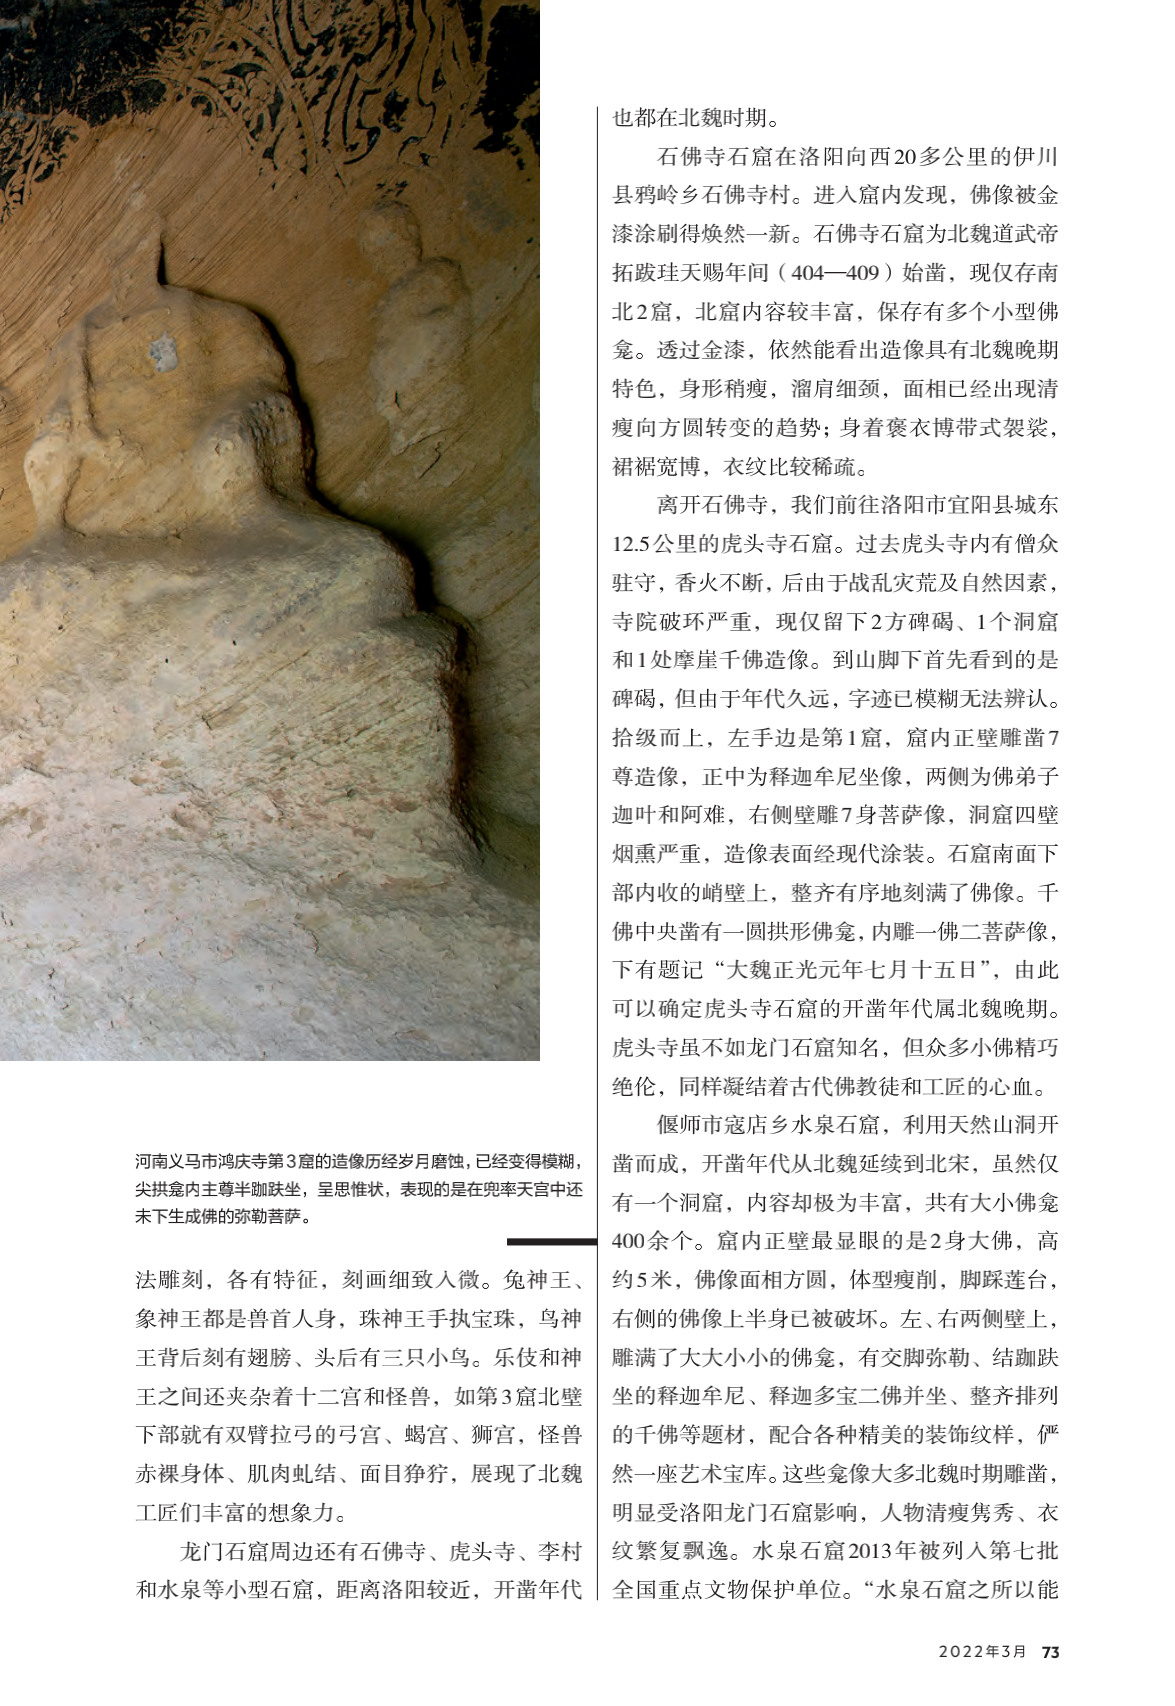 河南义马市鸿庆寺第3窟的造像历经岁月磨蚀，已经变得模糊，
尖拱龛内主尊半跏趺坐，呈思惟状，表现的是在兜率天宫中还
未下生成佛的弥勒菩萨。
法雕刻，各有特征，刻画细致入微。兔神王、
象神王都是兽首人身，珠神王手执宝珠，鸟神
王背后刻有翅膀、头后有三只小鸟。乐伎和神
王之间还夹杂着十二宫和怪兽，如第3窟北壁
下部就有双臂拉弓的弓宫、蝎宫、狮宫，怪兽
赤裸身体、肌肉虬结、面目狰狞，展现了北魏
工匠们丰富的想象力。
龙门石窟周边还有石佛寺、虎头寺、李村
和水泉等小型石窟，距离洛阳较近，开凿年代
也都在北魏时期。
石佛寺石窟在洛阳向西20多公里的伊川
县鸦岭乡石佛寺村。进入窟内发现，佛像被金
漆涂刷得焕然一新。石佛寺石窟为北魏道武帝
拓跋珪天赐年间（404—409）始凿，现仅存南
北2窟，北窟内容较丰富，保存有多个小型佛
龛。透过金漆，依然能看出造像具有北魏晚期
特色，身形稍瘦，溜肩细颈，面相已经出现清
瘦向方圆转变的趋势；身着褒衣博带式袈裟，
裙裾宽博，衣纹比较稀疏。
离开石佛寺，我们前往洛阳市宜阳县城东
12.5公里的虎头寺石窟。过去虎头寺内有僧众
驻守，香火不断，后由于战乱灾荒及自然因素，
寺院破坏严重，现仅留下2方碑碣、1个洞窟
和1处摩崖千佛造像。到山脚下首先看到的是
碑碣，但由于年代久远，字迹已模糊无法辨认。
拾级而上，左手边是第1窟，窟内正壁雕凿7
尊造像，正中为释迦牟尼坐像，两侧为佛弟子
迦叶和阿难，右侧壁雕7身菩萨像，洞窟四壁
烟熏严重，造像表面经现代涂装。石窟南面下
部内收的峭壁上，整齐有序地刻满了佛像。千
佛中央凿有一圆拱形佛龛，内雕一佛二菩萨像，
下有题记“大魏正光元年七月十五日”，由此
可以确定虎头寺石窟的开凿年代属北魏晚期。
虎头寺虽不如龙门石窟知名，但众多小佛精巧
绝伦，同样凝结着古代佛教徒和工匠的心血。
偃师市寇店乡水泉石窟，利用天然山洞开
凿而成，开凿年代从北魏延续到北宋，虽然仅
有一个洞窟，内容却极为丰富，共有大小佛龛
400余个。窟内正壁最显眼的是2身大佛，高
约5米，佛像面相方圆，体型瘦削，脚踩莲台，
右侧的佛像上半身已被破坏。左、右两侧壁上，
雕满了大大小小的佛龛，有交脚弥勒、结跏趺
坐的释迦牟尼、释迦多宝二佛并坐、整齐排列
的千佛等题材，配合各种精美的装饰纹样，俨
然一座艺术宝库。这些龛像大多北魏时期雕凿，
明显受洛阳龙门石窟影响，人物清瘦隽秀、衣
纹繁复飘逸。水泉石窟2013年被列入第七批
全国重点文物保护单位。“水泉石窟之所以能
2022年3月 73